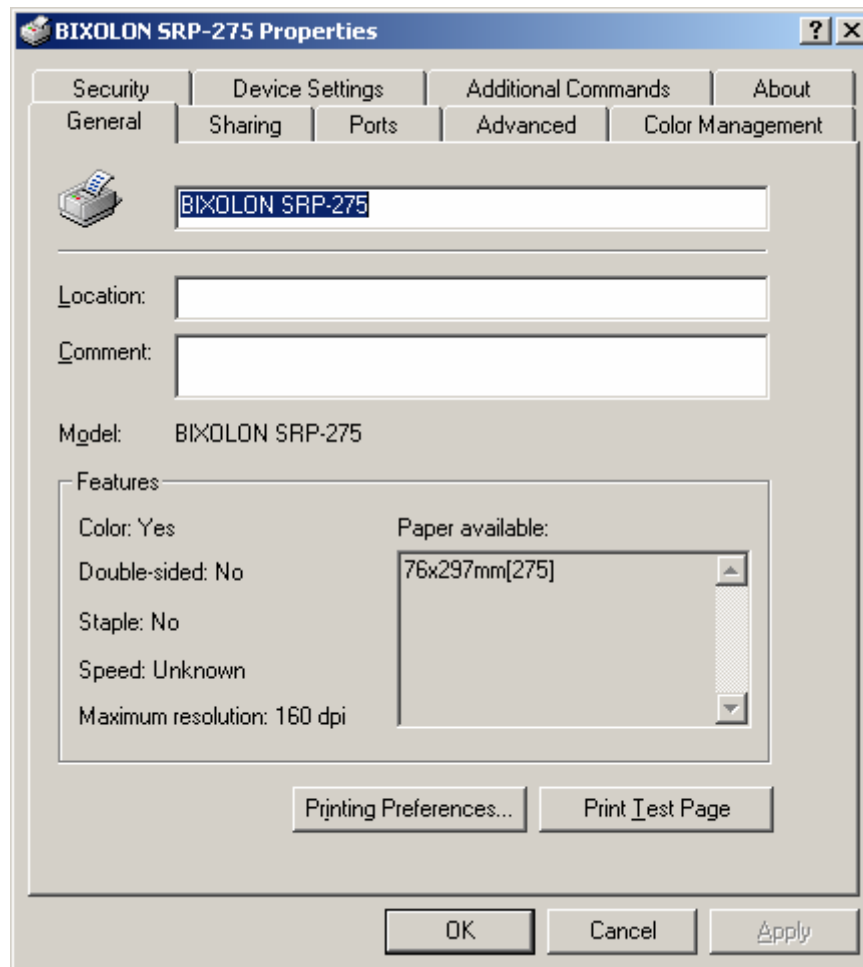 BIXOLON SRP-275 Properties
Security Device Settings Additional Commands About
General Sharing Ports Advanced Color Management
BIXOLON SRP-275
Location:
Comment:
Model: BIXOLON SRP-275
Features
Color: Yes Paper available:
Double-sided: No 76x297mm[275]
Staple: No
Speed: Unknown
Maximum resolution: 160 dpi
Printing Preferences... Print Test Page
OK Cancel Apply